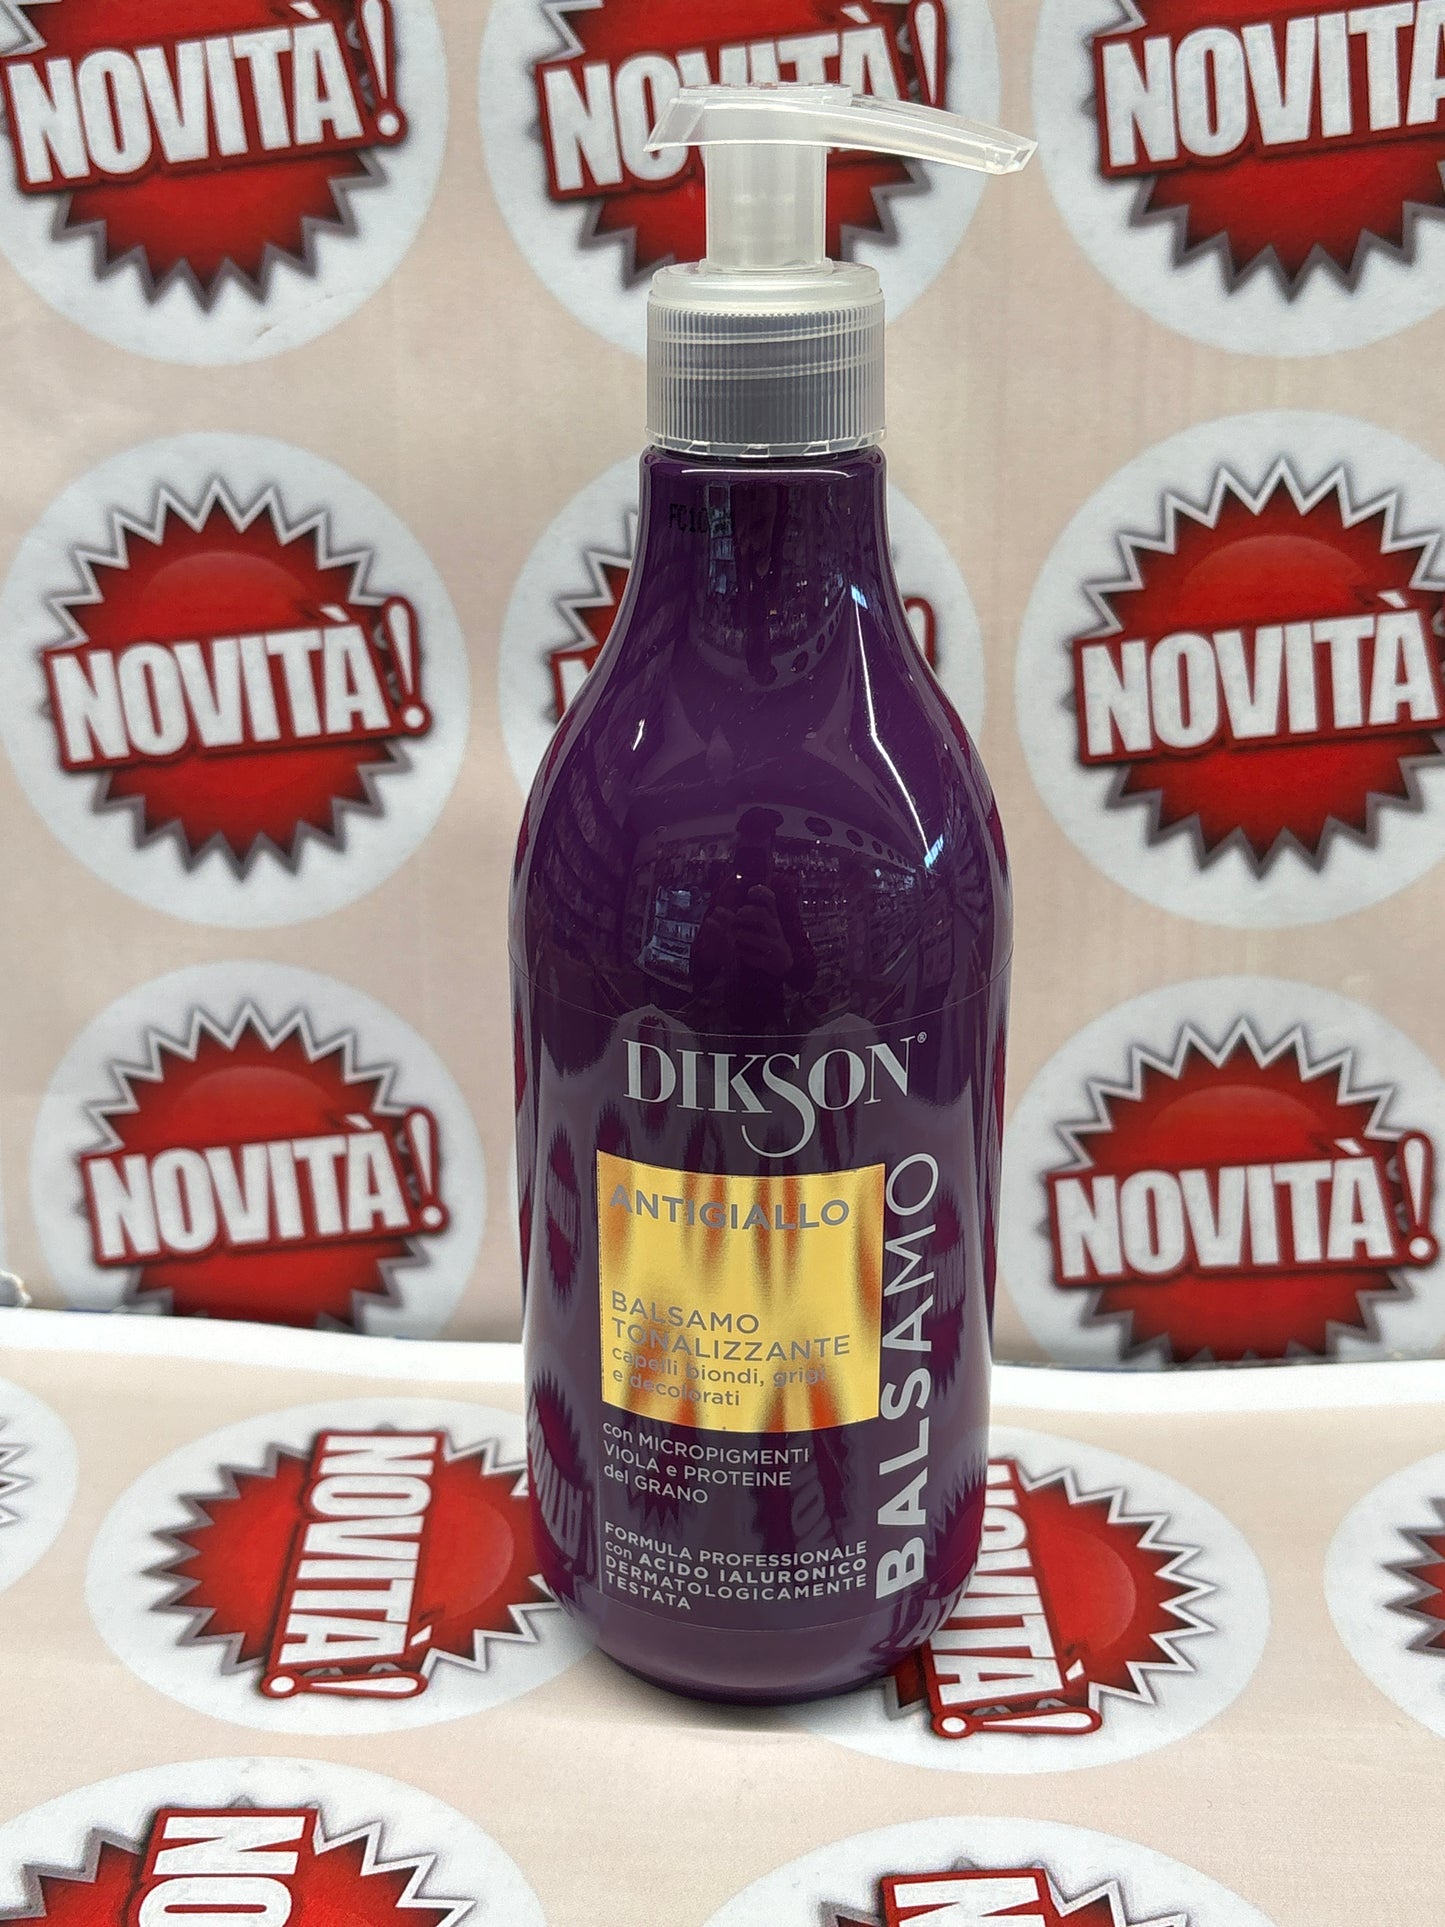 NOVITÀ!
NOVITÀ!
NOVITÀ!
NOVITÀ!
NOVITÀ
NOVITÀ!
NOVITÀ!
DIKSON®
ANTIGIALLO
BALSAMO
TONALIZZANTE
capelli biondi, grigi
e decolorati
con MICROPIGMENTI
VIOLA e PROTEINE
del GRANO
FORMULA PROFESSIONALE
con ACIDO IALURONICO
DERMATOLOGICAMENTE
TESTATA
BALSAMO
NOVITÀ!
NOVITÀ!
NO